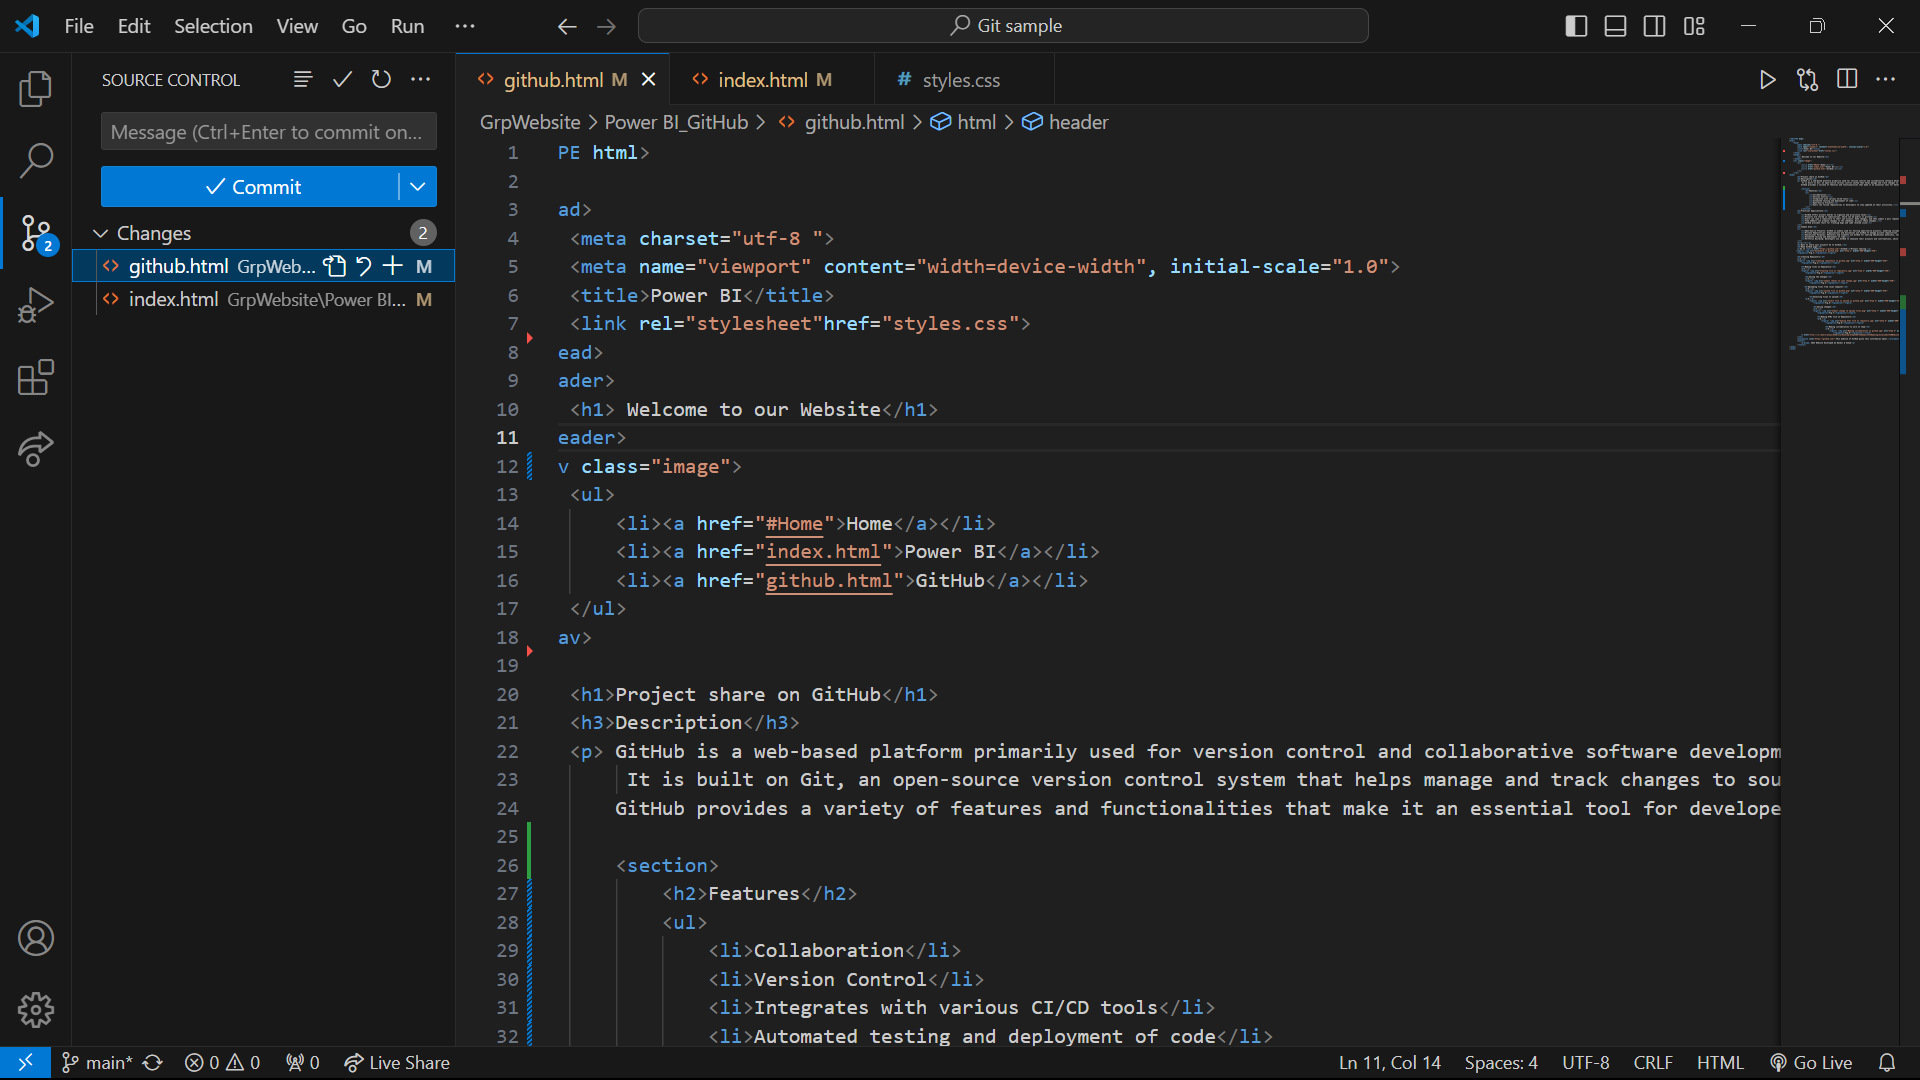 File Edit Selection View Go Run ··· Git sample
SOURCE CONTROL
Message (Ctrl+Enter to commit on...
Commit
Changes 2
github.html GrpWeb... M
index.html GrpWebsite\Power BI... M
2
github.html M index.html M # styles.css
GrpWebsite > Power BI_GitHub > github.html > html > header
1 PE html>
2
3 ad>
4 <meta charset="utf-8 ">
5 <meta name="viewport" content="width=device-width", initial-scale="1.0">
6 <title>Power BI</title>
7 <link rel="stylesheet"href="styles.css">
8 ead>
9 ader>
10 <h1> Welcome to our Website</h1>
11 eader>
12 v class="image">
13 <ul>
14 <li><a href="#Home">Home</a></li>
15 <li><a href="index.html">Power BI</a></li>
16 <li><a href="github.html">GitHub</a></li>
17 </ul>
18 av>
19
20 <h1>Project share on GitHub</h1>
21 <h3>Description</h3>
22 <p> GitHub is a web-based platform primarily used for version control and collaborative software developm
23 It is built on Git, an open-source version control system that helps manage and track changes to sou
24 GitHub provides a variety of features and functionalities that make it an essential tool for develope
25
26 <section>
27 <h2>Features</h2>
28 <ul>
29 <li>Collaboration</li>
30 <li>Version Control</li>
31 <li>Integrates with various CI/CD tools</li>
32 <li>Automated testing and deployment of code</li>
main* 0 0 0 Live Share Ln 11, Col 14 Spaces: 4 UTF-8 CRLF HTML Go Live